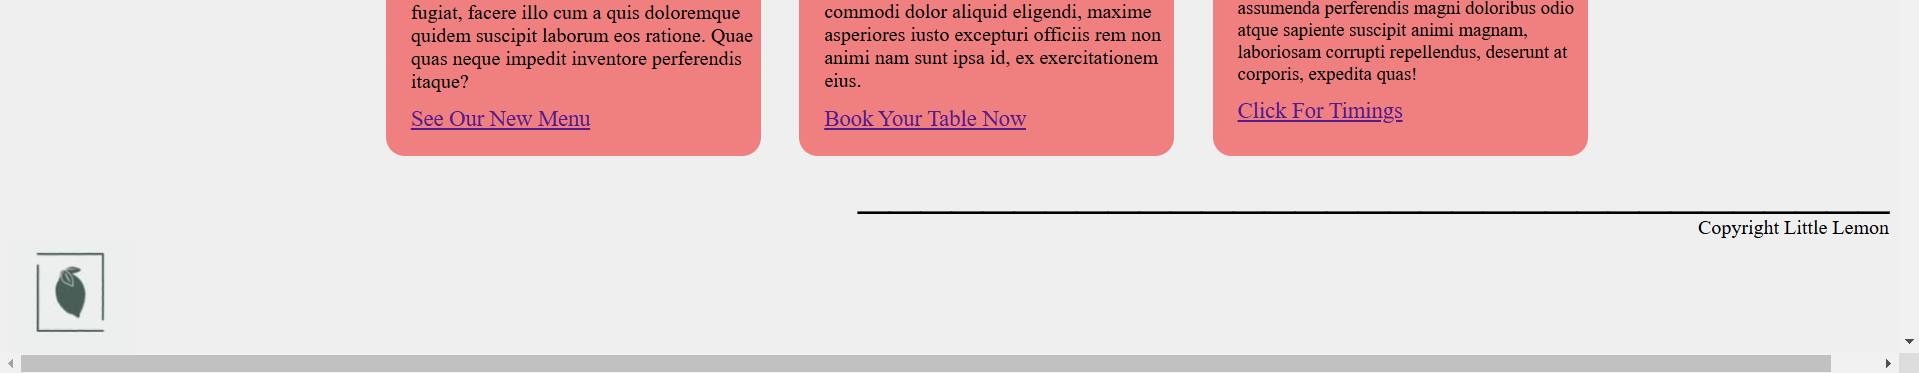 fugiat, facere illo cum a quis doloremque
quidem suscipit laborum eos ratione. Quae
quas neque impedit inventore perferendis
itaque?
See Our New Menu
commodi dolor aliquid eligendi, maxime
asperiores iusto excepturi officiis rem non
animi nam sunt ipsa id, ex exercitationem
eius.
Book Your Table Now
assumenda perferendis magni doloribus odio
atque sapiente suscipit animi magnam,
laboriosam corrupti repellendus, deserunt at
corporis, expedita quas!
Click For Timings
Copyright Little Lemon